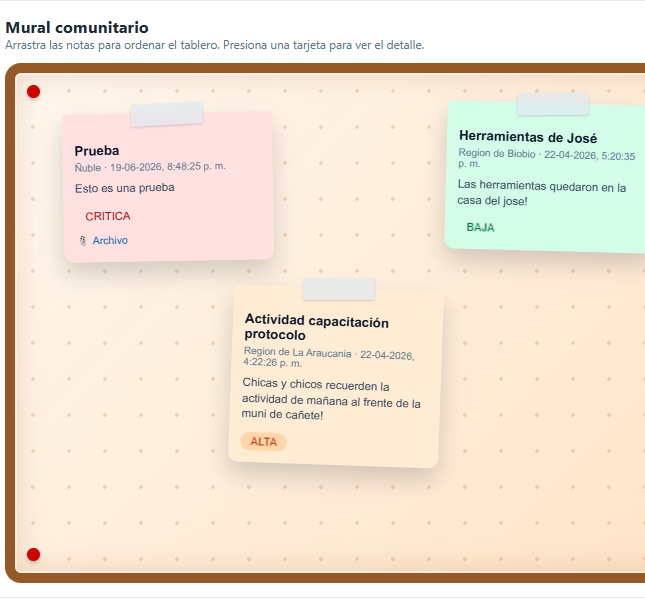 Mural comunitario
Arrastra las notas para ordenar el tablero. Presiona una tarjeta para ver el detalle.
Prueba
Ñuble · 19-06-2026, 8:48:25 p. m.
Esto es una prueba
CRITICA
Archivo
Herramientas de José
Region de Biobio · 22-04-2026, 5:20:35
p. m.
Las herramientas quedaron en la
casa del jose!
BAJA
Actividad capacitación
protocolo
Region de La Araucania · 22-04-2026,
4:22:26 p. m.
Chicas y chicos recuerden la
actividad de mañana al frente de la
muni de cañete!
ALTA